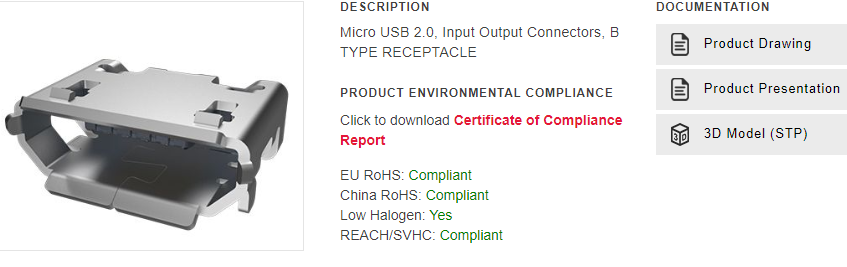 DESCRIPTION
Micro USB 2.0, Input Output Connectors, B
TYPE RECEPTACLE
PRODUCT ENVIRONMENTAL COMPLIANCE
Click to download Certificate of Compliance
Report
EU RoHS: Compliant
China RoHS: Compliant
Low Halogen: Yes
REACH/SVHC: Compliant
DOCUMENTATION
Product Drawing
Product Presentation
3D
3D Model (STP)